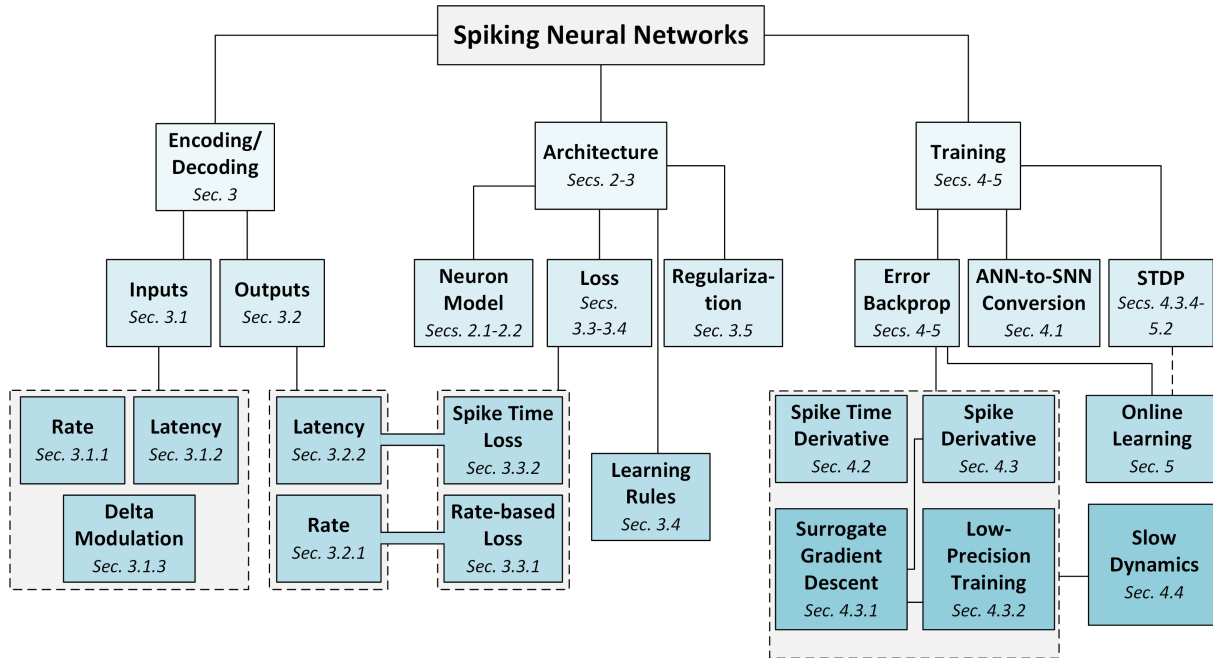 Spiking Neural Networks
Encoding/
Decoding
Sec. 3
Architecture
Secs. 2-3
Training
Secs. 4-5
Inputs
Sec. 3.1
Outputs
Sec. 3.2
Neuron
Model
Secs. 2.1-2.2
Loss
Secs.
3.3-3.4
Regulariza-
tion
Sec. 3.5
Error
Backprop
Secs. 4-5
ANN-to-SNN
Conversion
Sec. 4.1
STDP
Secs. 4.3.4-
5.2
Rate
Sec. 3.1.1
Latency
Sec. 3.1.2
Delta
Modulation
Sec. 3.1.3
Latency
Sec. 3.2.2
Rate
Sec. 3.2.1
Spike Time
Loss
Sec. 3.3.2
Rate-based
Loss
Sec. 3.3.1
Learning
Rules
Sec. 3.4
Spike Time
Derivative
Sec. 4.2
Spike
Derivative
Sec. 4.3
Online
Learning
Sec. 5
Surrogate
Gradient
Descent
Sec. 4.3.1
Low-
Precision
Training
Sec. 4.3.2
Slow
Dynamics
Sec. 4.4